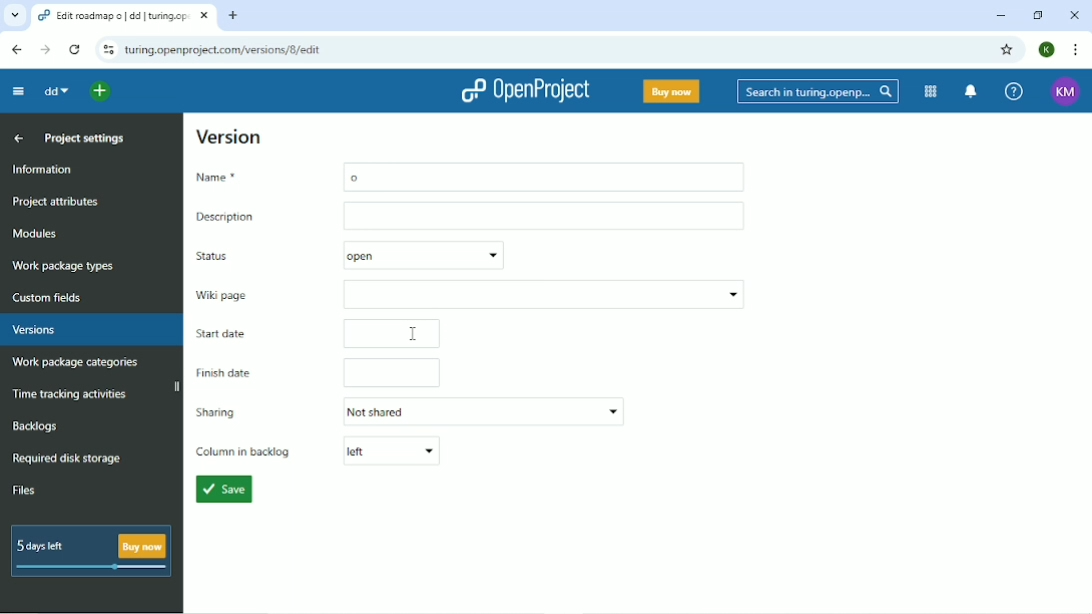 Edit roadmap o | dd | turing.ope
turing.openproject.com/versions/8/edit
K
dd
OpenProject
Buy now
Search in turing.openp...
KM
Project settings
Information
Project attributes
Modules
Work package types
Custom fields
Versions
Work package categories
Time tracking activities
Backlogs
Required disk storage
Files
5 days left
Buy now
Version
Name *
o
Description
Status
open
Wiki page
Start date
Finish date
Sharing
Not shared
Column in backlog
left
Save